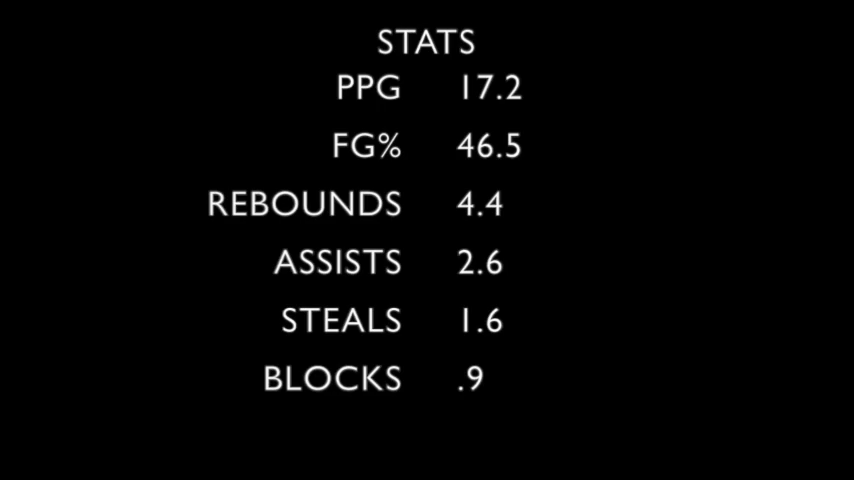 STATS
PPG 17.2
FG% 46.5
REBOUNDS 4.4
ASSISTS 2.6
STEALS 1.6
BLOCKS .9